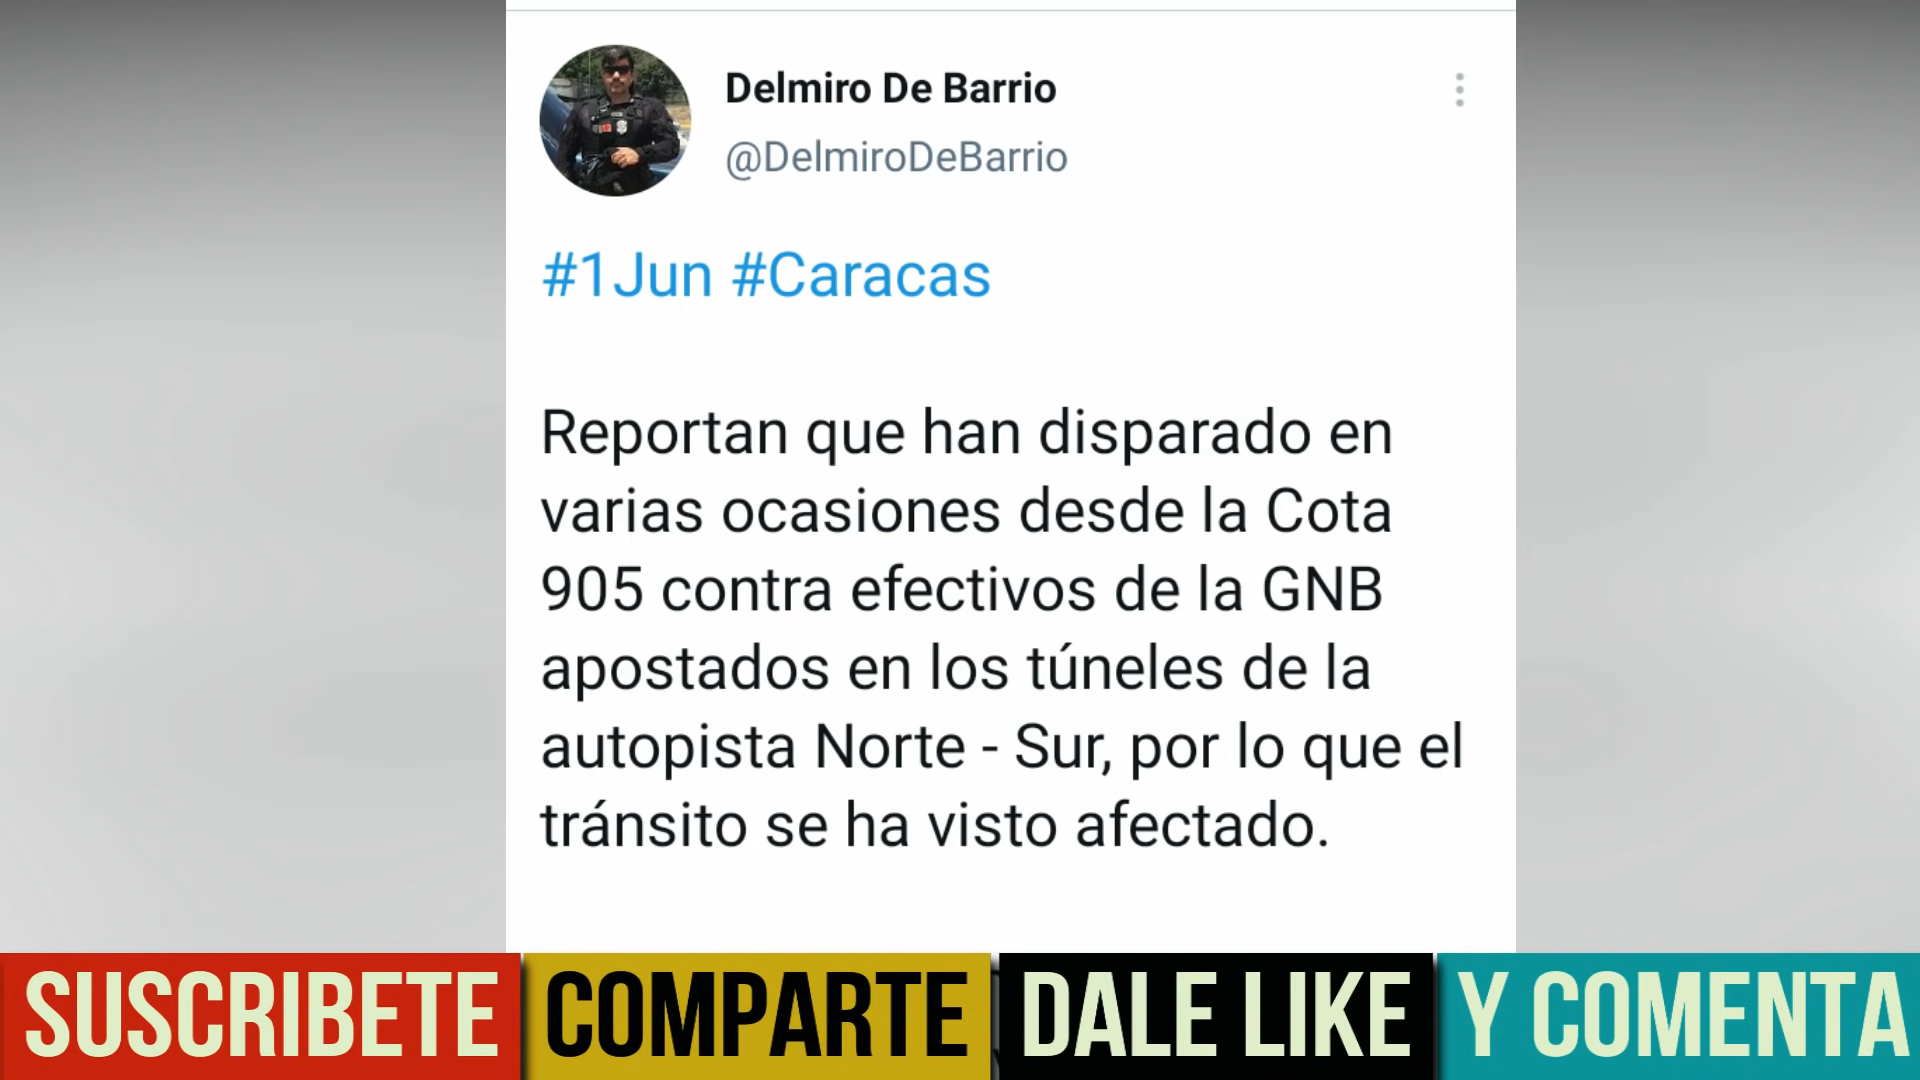 Delmiro De Barrio
@DelmiroDeBarrio
#1Jun #Caracas
Reportan que han disparado en
varias ocasiones desde la Cota
905 contra efectivos de la GNB
apostados en los túneles de la
autopista Norte - Sur, por lo que el
tránsito se ha visto afectado.
SUSCRIBETE COMPARTE DALE LIKE Y COMENTA